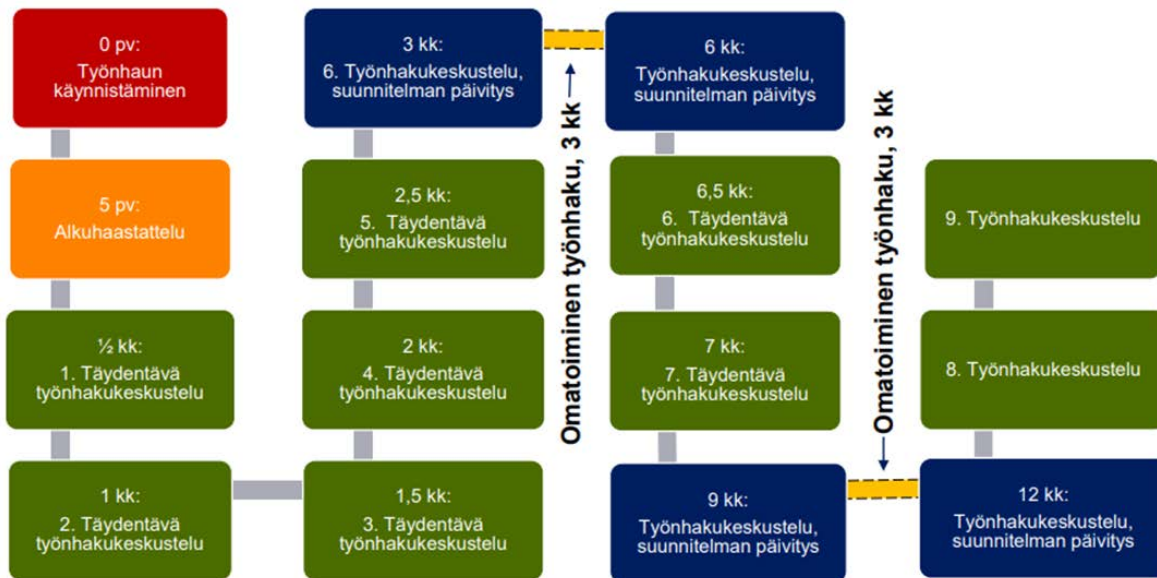 0 pv:
Työnhaun
käynnistäminen
5 pv:
Alkuhaastattelu
½ kk:
1. Täydentävä
työnhakukeskustelu
1 kk:
2. Täydentävä
työnhakukeskustelu
1,5 kk:
3. Täydentävä
työnhakukeskustelu
2 kk:
4. Täydentävä
työnhakukeskustelu
2,5 kk:
5. Täydentävä
työnhakukeskustelu
3 kk:
6. Työnhakukeskustelu,
suunnitelman päivitys
Omatoiminen työnhaku, 3 kk
6 kk:
Työnhakukeskustelu,
suunnitelman päivitys
6,5 kk:
6. Täydentävä
työnhakukeskustelu
7 kk:
7. Täydentävä
työnhakukeskustelu
9 kk:
Työnhakukeskustelu,
suunnitelman päivitys
Omatoiminen työnhaku, 3 kk
12 kk:
Työnhakukeskustelu,
suunnitelman päivitys
8. Työnhakukeskustelu
9. Työnhakukeskustelu